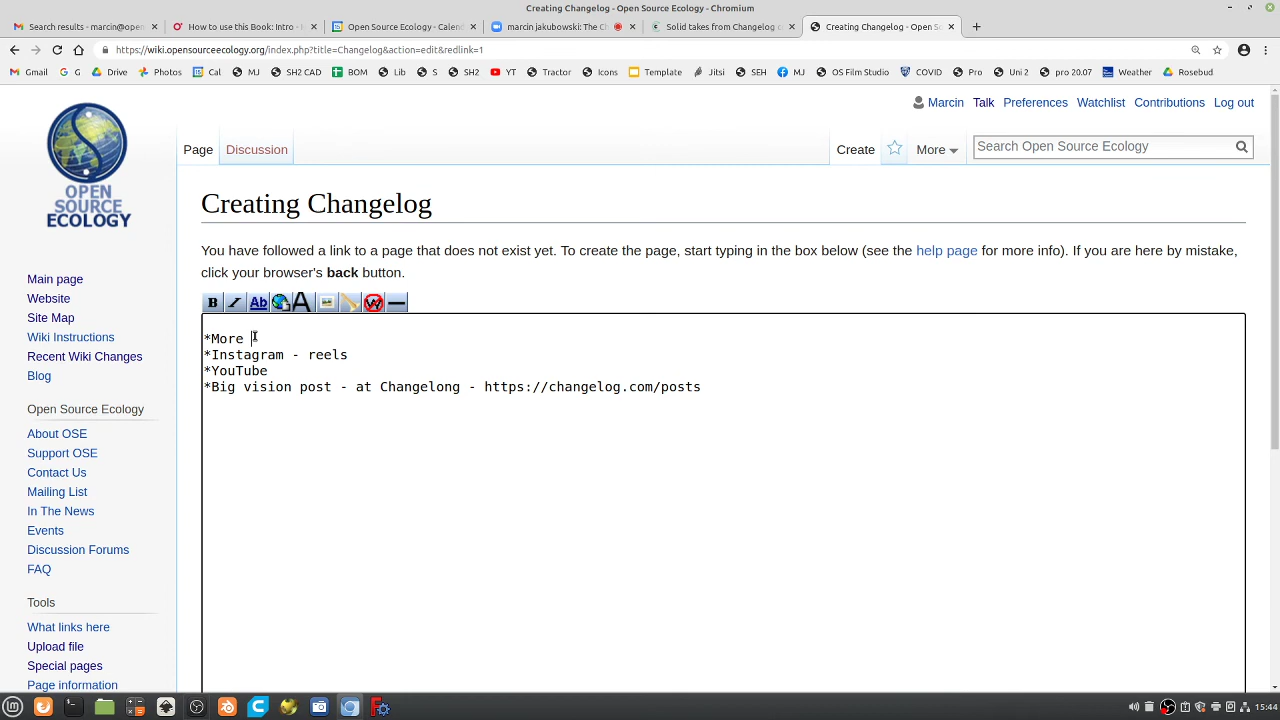 Creating Changelog - Open Source Ecology - Chromium
Search results - marcin@open
How to use this Book: Intro -
Open Source Ecology - Calen
marcin jakubowski: The C
Solid takes from Changelog
Creating Changelog - Open S
https://wiki.opensourceecology.org/index.php?title=Changelog&action=edit&redlink=1
Gmail G Drive Photos Cal MJ SH2 CAD BOM Lib S SH2 YT Tractor Icons Template Jitsi SEH MJ OS Film Studio COVID Pro Uni 2 pro 20.07 Weather Rosebud
Marcin Talk Preferences Watchlist Contributions Log out
Page Discussion Create More Search Open Source Ecology
OPEN
SOURCE
ECOLOGY
Creating Changelog
You have followed a link to a page that does not exist yet. To create the page, start typing in the box below (see the help page for more info). If you are here by mistake,
click your browser's back button.
B I Ab A W
*More
*Instagram - reels
*YouTube
*Big vision post - at Changelong - https://changelog.com/posts
Main page
Website
Site Map
Wiki Instructions
Recent Wiki Changes
Blog
Open Source Ecology
About OSE
Support OSE
Contact Us
Mailing List
In The News
Events
Discussion Forums
FAQ
Tools
What links here
Upload file
Special pages
Page information
15:44